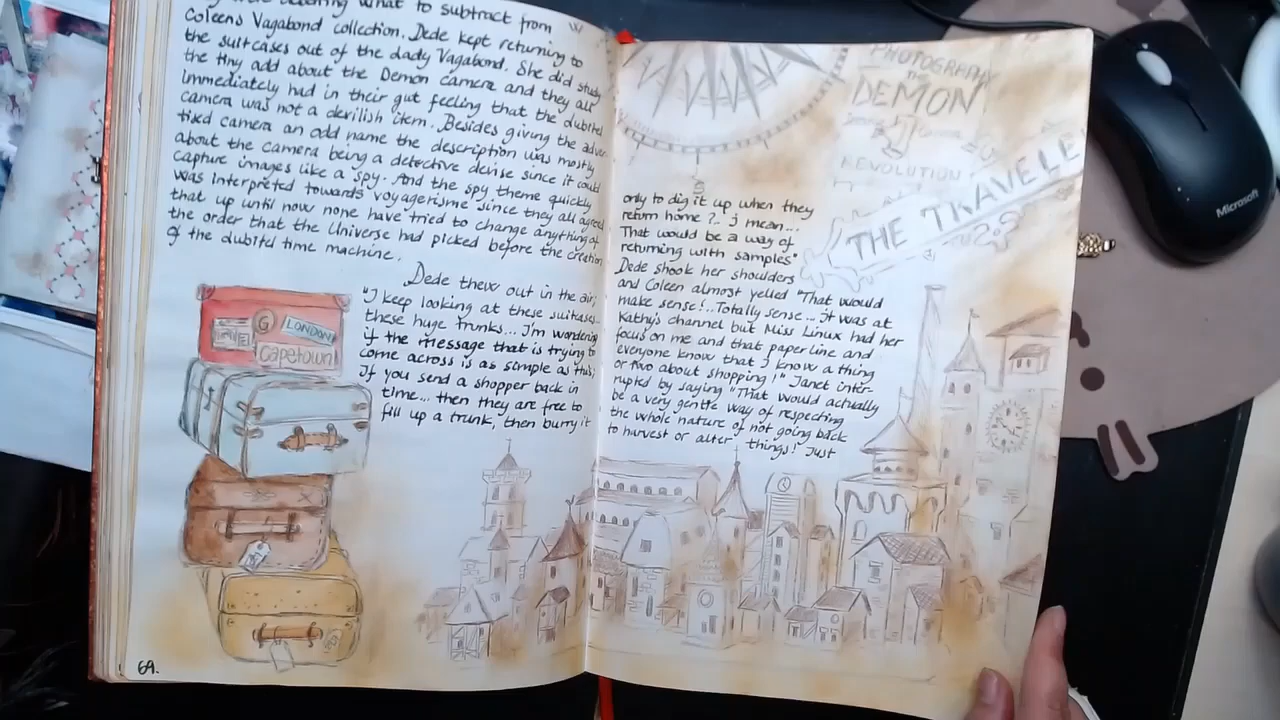 what to subtract from
Coleens Vagabond collection. Dede kept returning to
the suitcases out of the dady Vagabond. She did study
the tiny add about the Demon camera and they all
immediately had in their gut feeling that the dubitel
camera was not a devilish item. Besides giving the adver-
tised camera an odd name the description was mostly
about the camera being a detective devise since it could
capture images like a spy. And the spy theme quickly
was interpreted towards voyagerisme since they all agreed
that up until now none have tried to change anything of
the order that the Universe had picked before the creation
of the dubitel time machine.
Dede thew out in the air;
"I keep looking at these suitcases...
these huge trunks... I'm wondering
if the message that is trying to
come across is as simple as this;
If you send a shopper back in
time... then they are free to
fill up a trunk, then burry it
G
LONDON
Capetown
69.
PHOTOGRAPHY
THE
DEMON
Camera
REVOLUTION
THE TRAVELE
only to dig it up when they
return home?.. I mean...
That would be a way of
returning with samples"
Dede shook her shoulders
and Coleen almost yelled "That would
make sense!..Totally sense... It was at
Kathy's channel but Miss Linux had her
focus on me and that paperline and
everyone know that I know a thing
or two about shopping!" Janet inter-
rupted by saying "That would actually
be a very gentle way of respecting
the whole nature of not going back
to harvest or alter things! Just
Microsoft